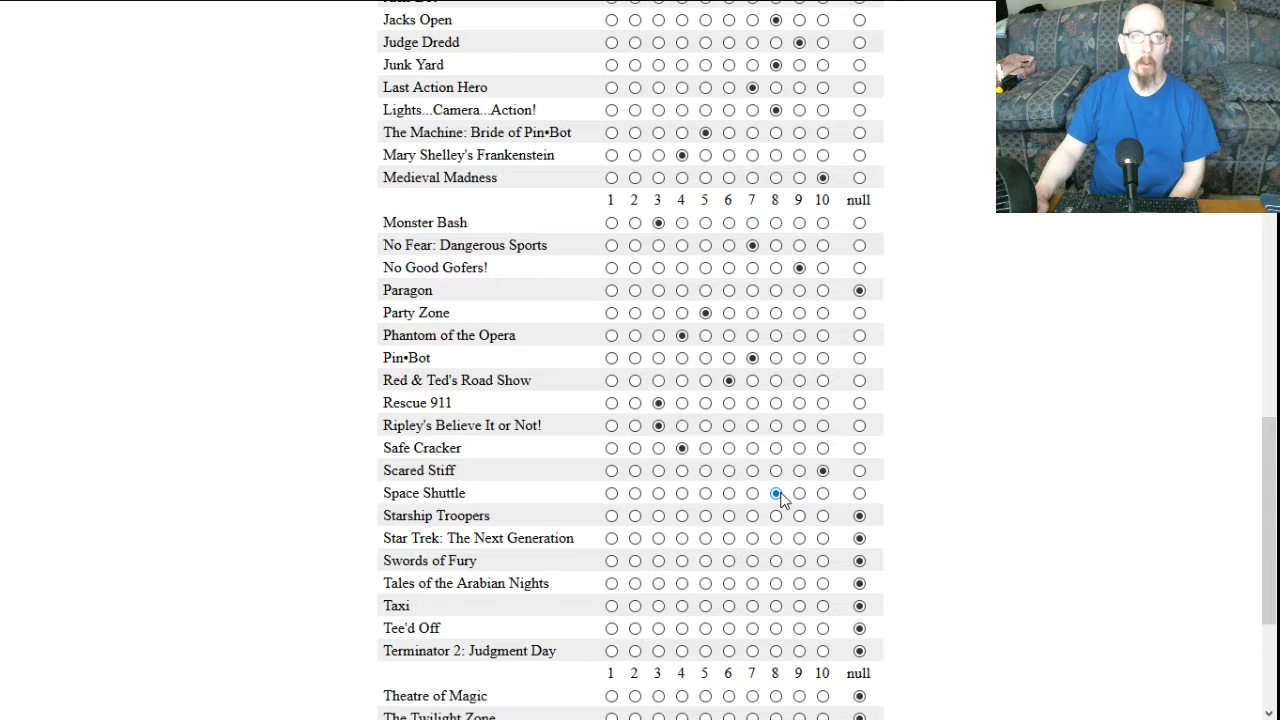 Jacks Open
Judge Dredd
Junk Yard
Last Action Hero
Lights...Camera...Action!
The Machine: Bride of Pin•Bot
Mary Shelley's Frankenstein
Medieval Madness
1 2 3 4 5 6 7 8 9 10 null
Monster Bash
No Fear: Dangerous Sports
No Good Gofers!
Paragon
Party Zone
Phantom of the Opera
Pin•Bot
Red & Ted's Road Show
Rescue 911
Ripley's Believe It or Not!
Safe Cracker
Scared Stiff
Space Shuttle
Starship Troopers
Star Trek: The Next Generation
Swords of Fury
Tales of the Arabian Nights
Taxi
Tee'd Off
Terminator 2: Judgment Day
1 2 3 4 5 6 7 8 9 10 null
Theatre of Magic
The Twilight Zone